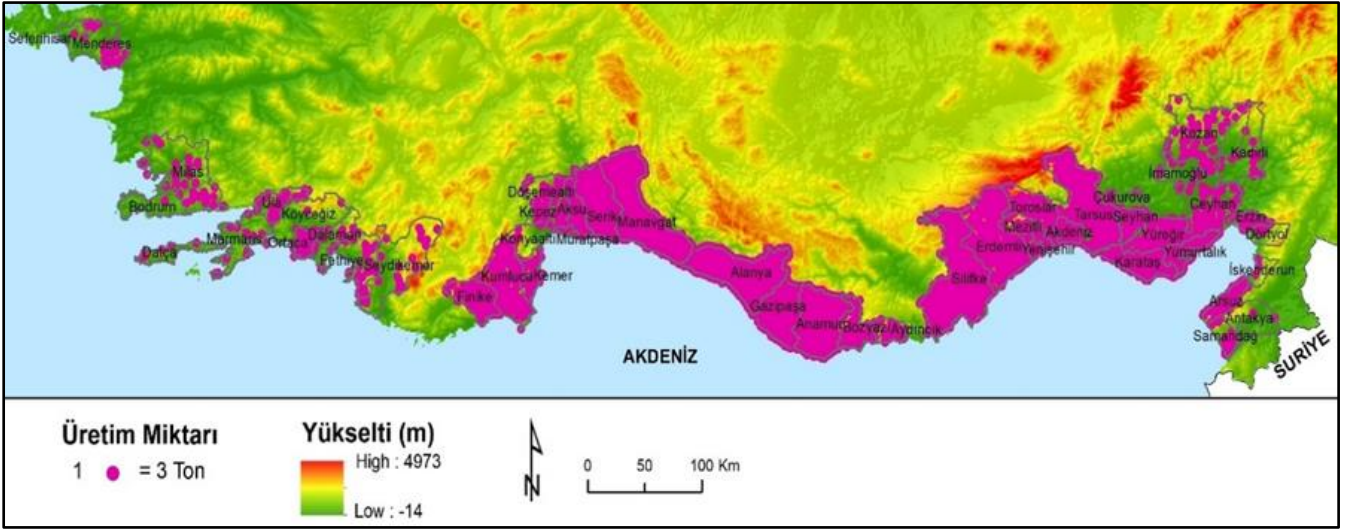 Seferihisar
Menderes
Milas
Bodrum
Datça
Ula
Köyceğiz
Marmaris
Ortaca
Dalaman
Fethiye
Seydikemer
Finike
Kumluca
Kemer
Döşemealtı
Kepez
Aksu
Serik
Manavgat
Konyaaltı
Muratpaşa
Alanya
Gazipaşa
Anamur
Bozyazı
Aydıncık
Silifke
Erdemli
Mezitli
Toroslar
Yenişehir
Akdeniz
Tarsus
Çukurova
Seyhan
Yüreğir
Karataş
Yumurtalık
Kozan
Kadirli
İmamoğlu
Ceyhan
Erzin
Dörtyol
İskenderun
Arsuz
Antakya
Samandağ
AKDENİZ
SURİYE
Üretim Miktarı
1 = 3 Ton
Yükselti (m)
High : 4973
Low : -14
N
0 50 100 Km